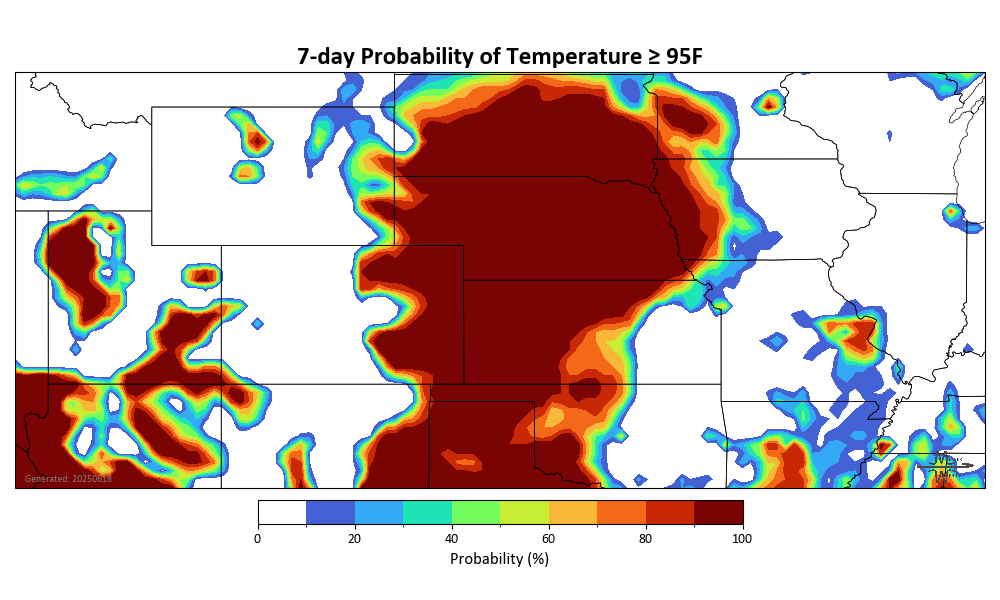 7-day Probability of Temperature ≥ 95F
Generated: 20250618
0 20 40 60 80 100
Probability (%)